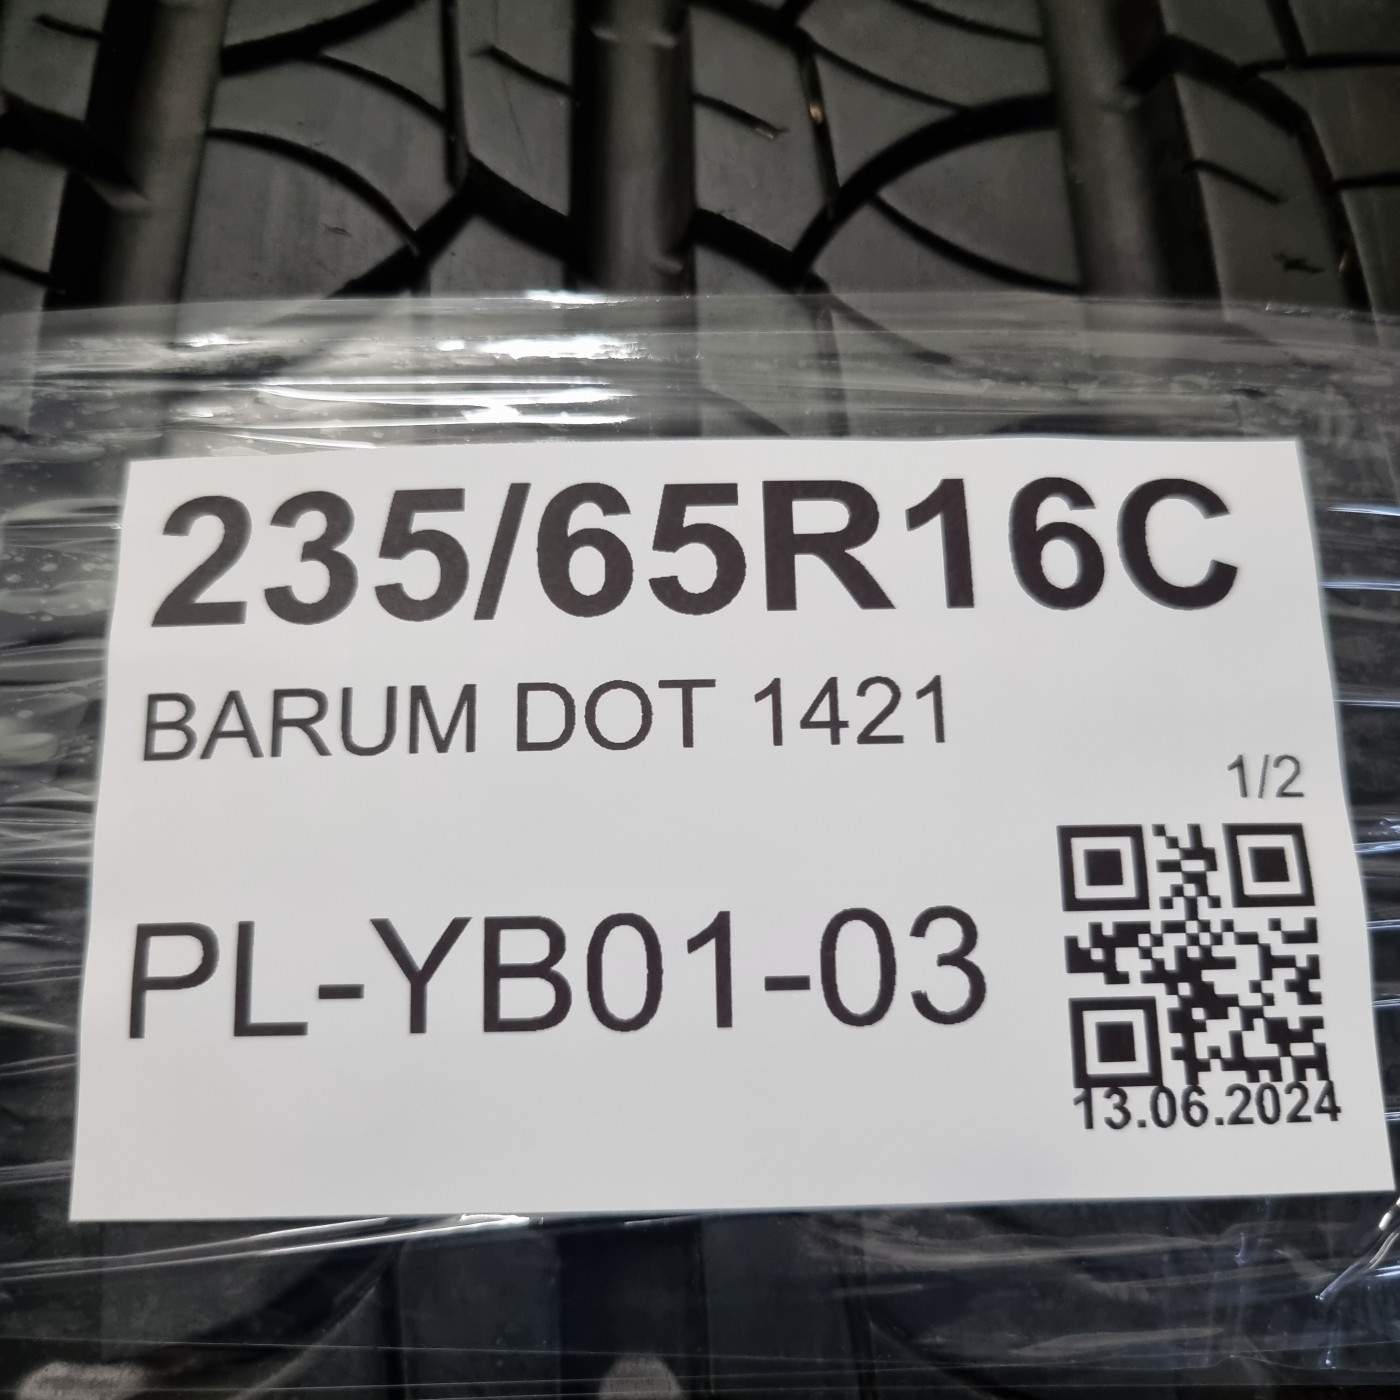 235/65R16C
BARUM DOT 1421
1/2
PL-YB01-03
13.06.2024